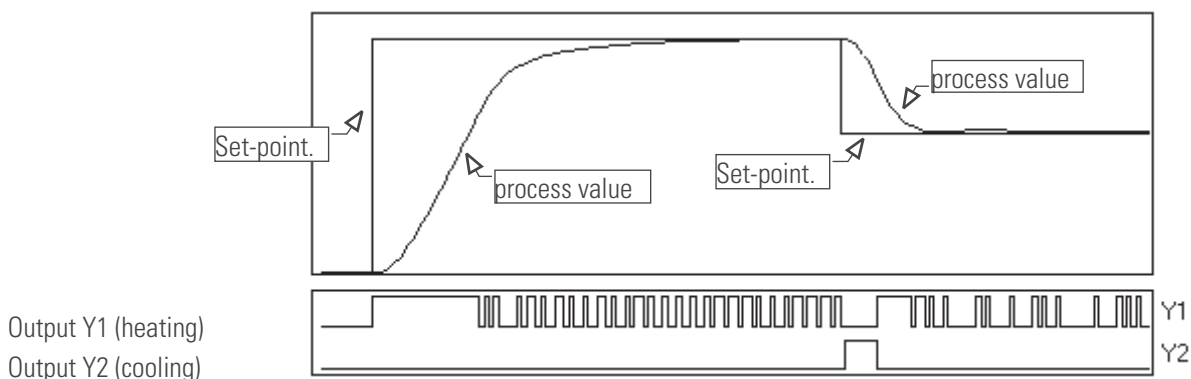 process value
Set-point.
Set-point.
process value
Output Y1 (heating)
Y1
Output Y2 (cooling)
Y2